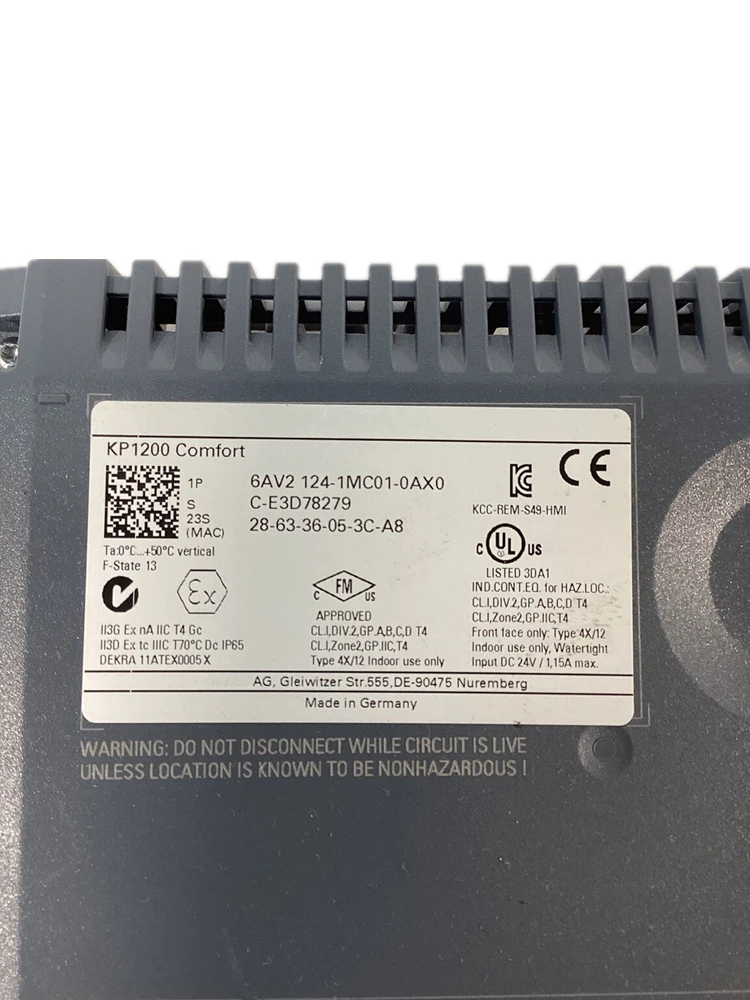 KP1200 Comfort
1P 6AV2 124-1MC01-0AX0
S C-E3D78279
23S
(MAC) 28-63-36-05-3C-A8
Ta:0°C...+50°C vertical
F-State 13
Ex
II3G Ex nA IIC T4 Gc
II3D Ex tc IIIC T70°C Dc IP65
DEKRA 11ATEX0005 X
C FM US
APPROVED
CL.I,DIV.2,GP.A,B,C,D T4
CL.I,Zone2,GP.IIC,T4
Type 4X/12 Indoor use only
CE
KCC-REM-S49-HMI
C UL US
LISTED 3DA1
IND.CONT.EQ. for HAZ.LOC.:
CL.I,DIV.2,GP.A,B,C,D T4
CL.I,Zone2,GP.IIC,T4
Front face only: Type 4X/12
Indoor use only, Watertight
Input DC 24V / 1,15A max.
AG, Gleiwitzer Str.555,DE-90475 Nuremberg
Made in Germany
WARNING: DO NOT DISCONNECT WHILE CIRCUIT IS LIVE
UNLESS LOCATION IS KNOWN TO BE NONHAZARDOUS !